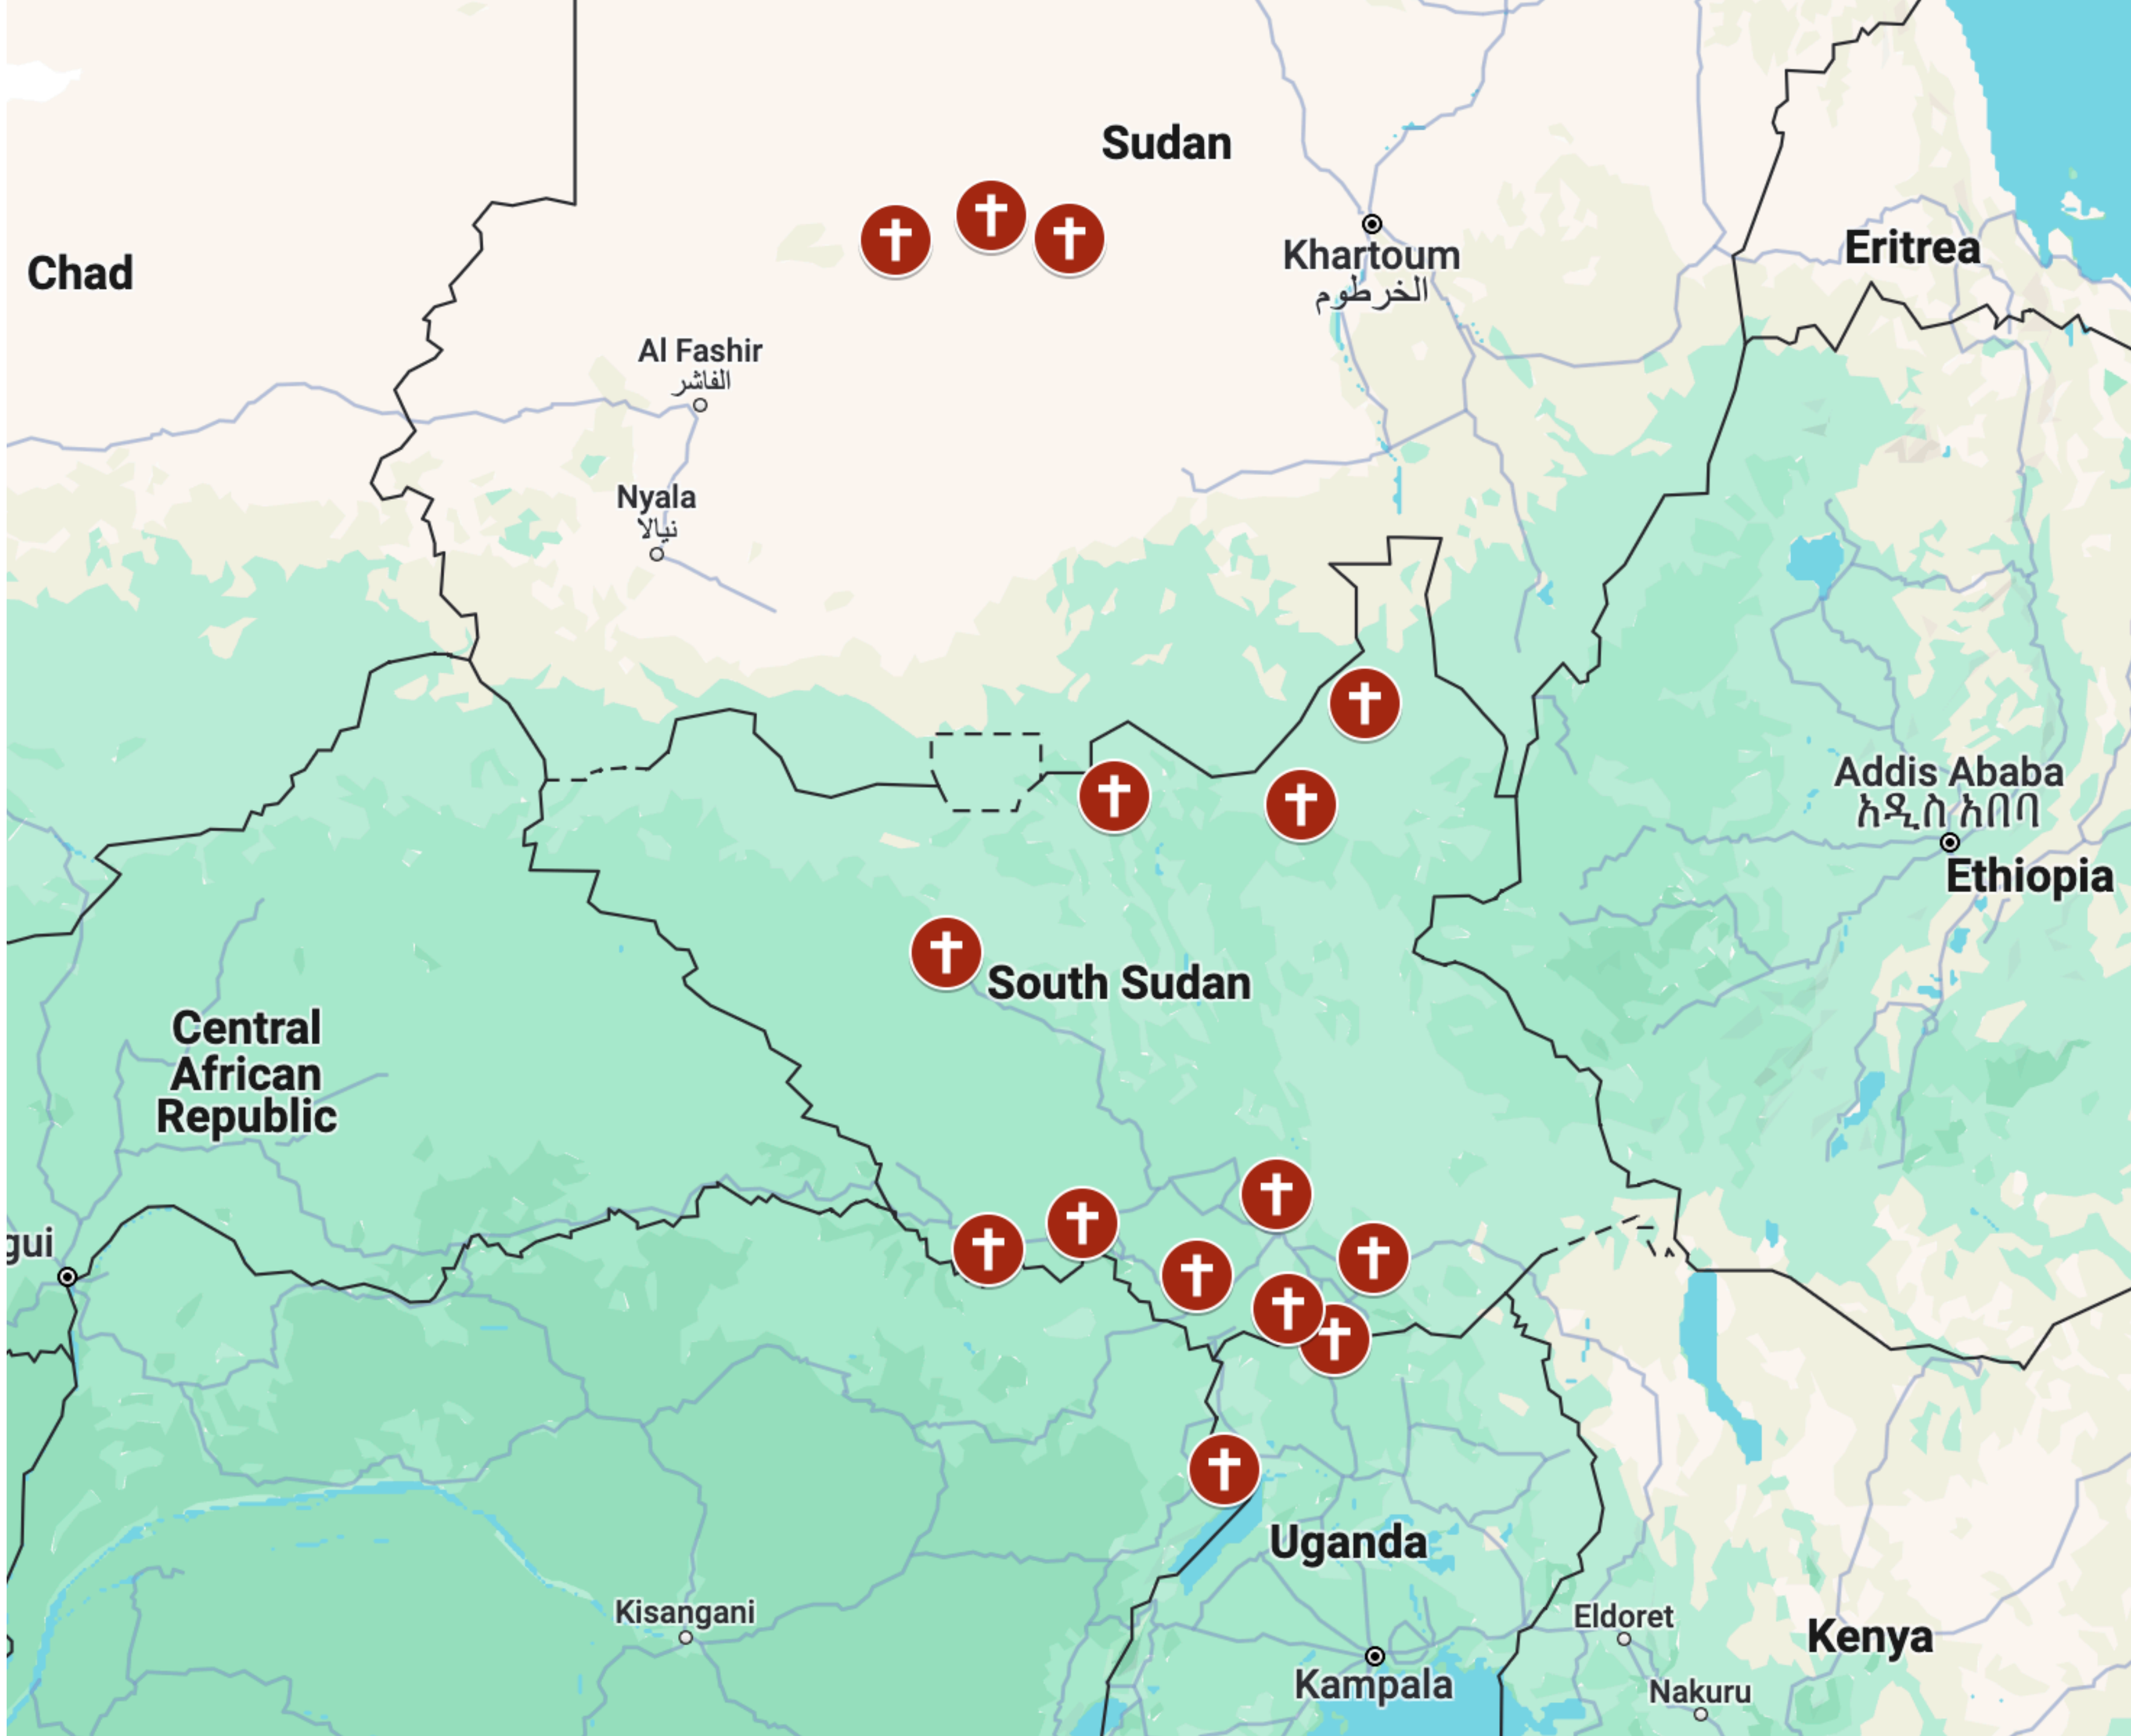 Sudan
Khartoum
الخرطوم
Eritrea
Chad
Al Fashir
الفاشر
Nyala
نيالا
Addis Ababa
አዲስ አበባ
Ethiopia
South Sudan
Central
African
Republic
gui
Uganda
Kisangani
Eldoret
Kenya
Kampala
Nakuru